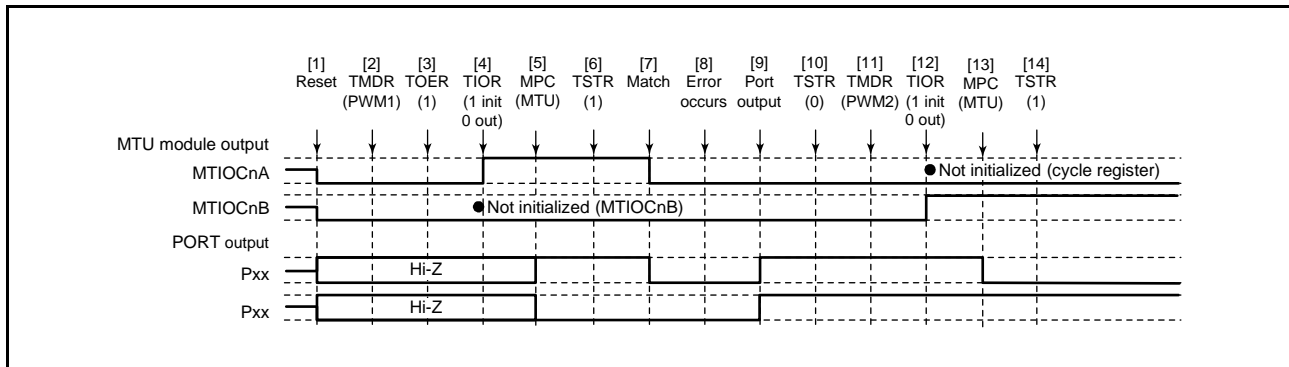 [1] [2] [3] [4] [5] [6] [7] [8] [9] [10] [11] [12] [13] [14]
Reset TMDR TOER TIOR MPC TSTR Match Error Port TSTR TMDR TIOR MPC TSTR
(PWM1) (1) (1 init (MTU) (1) occurs output (0) (PWM2) (1 init (MTU) (1)
0 out) 0 out)
MTU module output
MTIOCnA
Not initialized (cycle register)
MTIOCnB
Not initialized (MTIOCnB)
PORT output
Pxx
Hi-Z
Pxx
Hi-Z